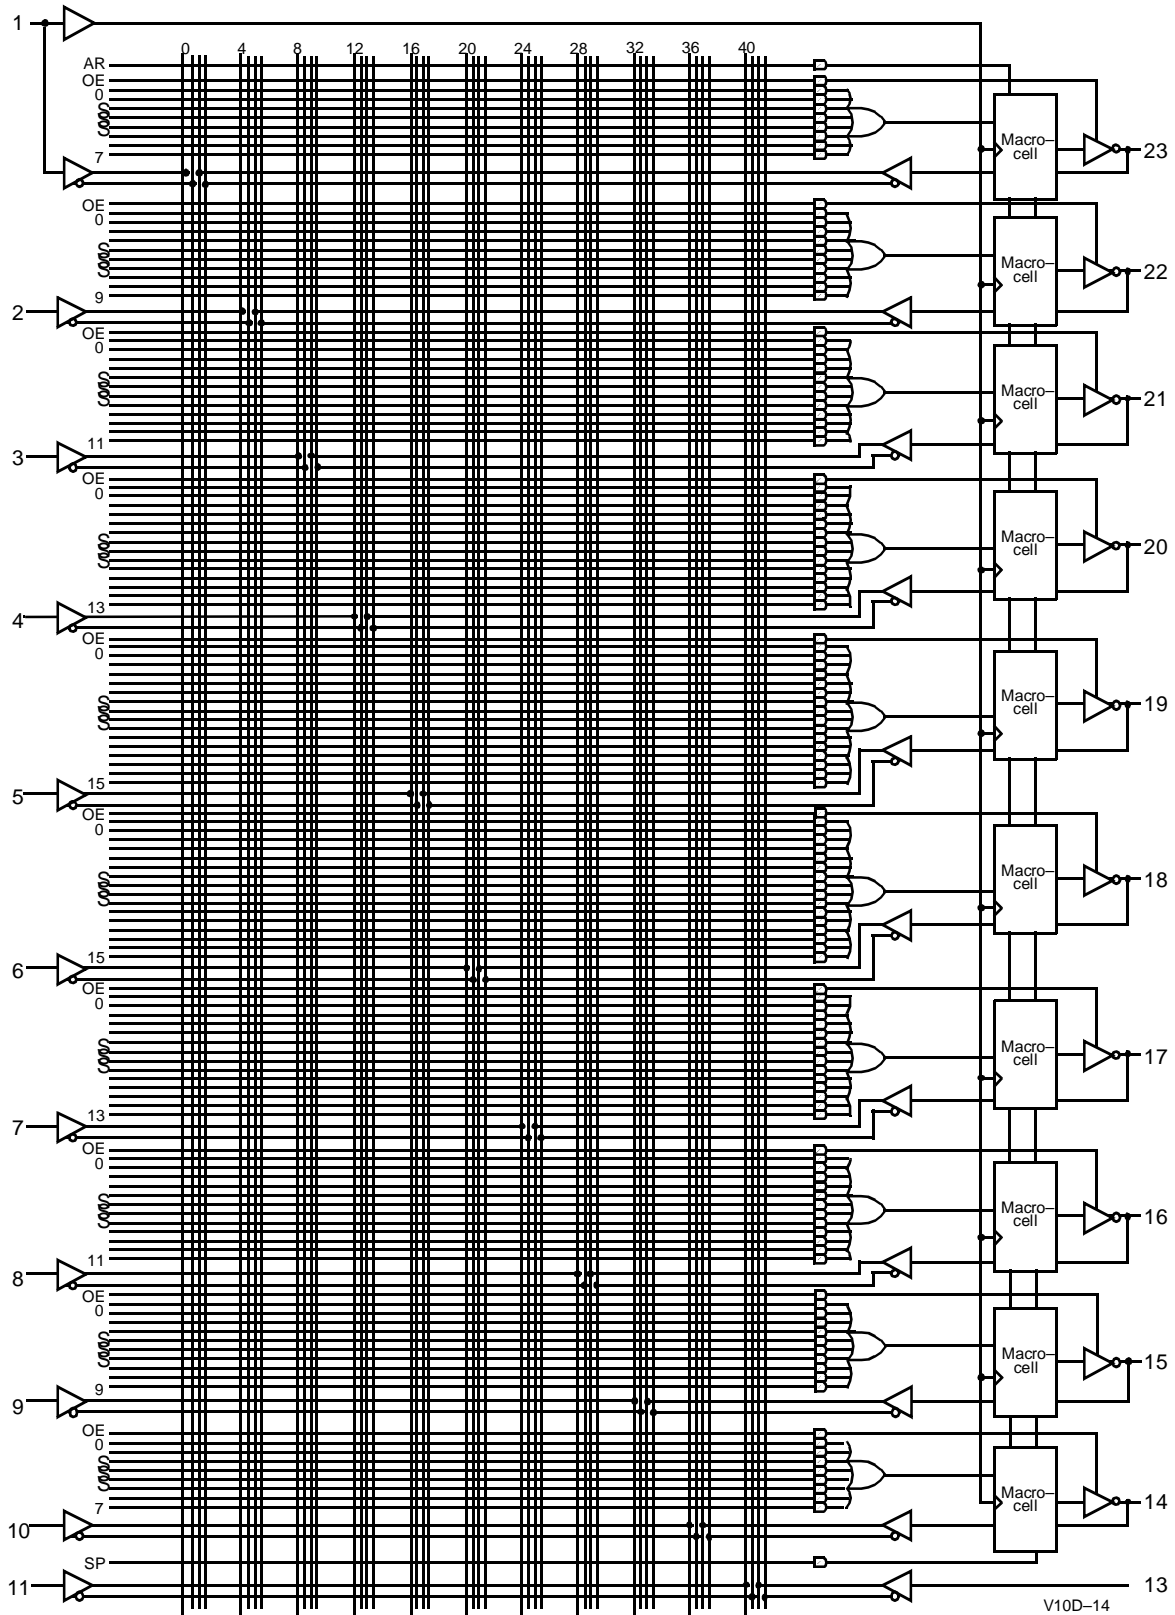 1
0 4 8 12 16 20 24 28 32 36 40
AR
OE
0
S
S
S
7
Macro–
cell
23
OE
0
S
S
S
9
2
Macro–
cell
22
OE
0
S
S
S
11
3
Macro–
cell
21
OE
0
S
S
S
13
4
Macro–
cell
20
OE
0
S
S
S
15
5
Macro–
cell
19
OE
0
S
S
S
15
6
Macro–
cell
18
OE
0
S
S
S
13
7
Macro–
cell
17
OE
0
S
S
S
11
8
Macro–
cell
16
OE
0
S
S
S
9
9
Macro–
cell
15
OE
0
S
S
S
7
10
Macro–
cell
14
SP
11
13
V10D–14